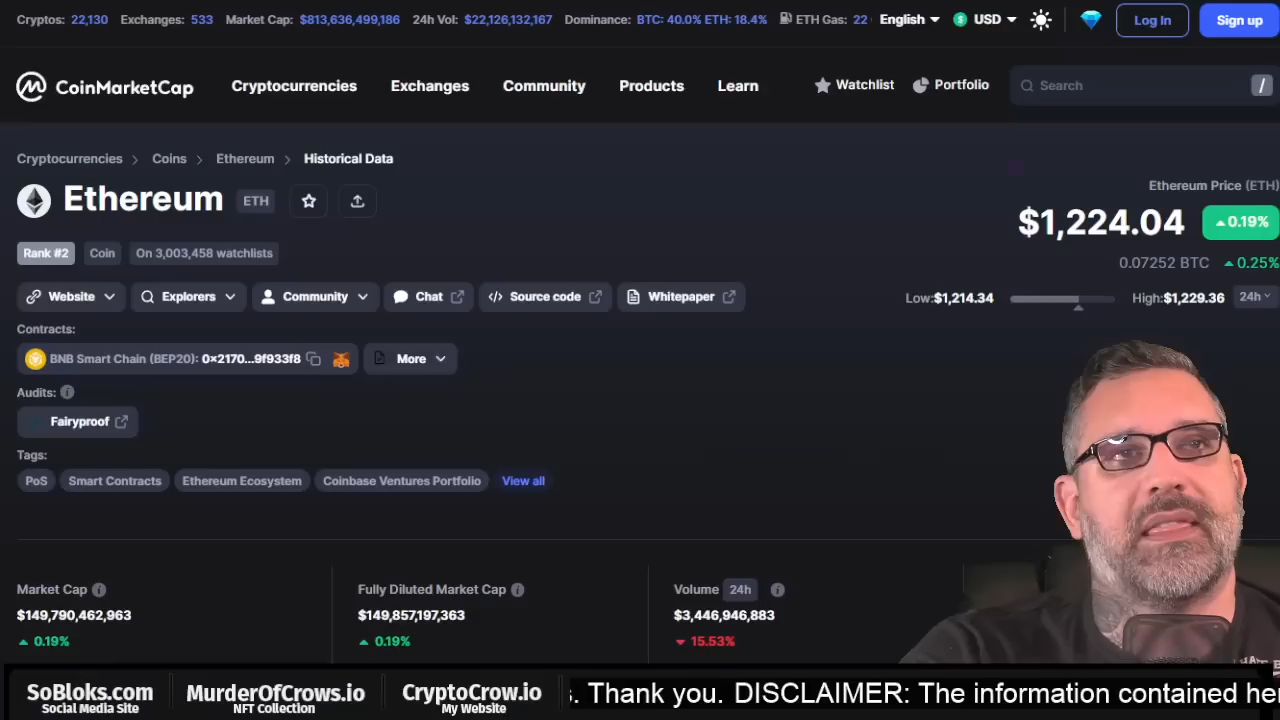 Cryptos: 22,130 Exchanges: 533 Market Cap: $813,636,499,186 24h Vol: $22,126,132,167 Dominance: BTC: 40.0% ETH: 18.4% ETH Gas: 22 English USD Log In Sign up
CoinMarketCap Cryptocurrencies Exchanges Community Products Learn Watchlist Portfolio Search /
Cryptocurrencies > Coins > Ethereum > Historical Data
Ethereum Price (ETH)
Ethereum ETH
$1,224.04 0.19%
Rank #2 Coin On 3,003,458 watchlists
0.07252 BTC 0.25%
Website Explorers Community Chat Source code Whitepaper
Low:$1,214.34 High:$1,229.36 24h
Contracts:
BNB Smart Chain (BEP20): 0x2170...9f933f8 More
Audits:
Fairyproof
Tags:
PoS Smart Contracts Ethereum Ecosystem Coinbase Ventures Portfolio View all
Market Cap Fully Diluted Market Cap Volume 24h
$149,790,462,963 $149,857,197,363 $3,446,946,883
0.19% 0.19% 15.53%
SoBloks.com MurderOfCrows.io CryptoCrow.io
Social Media Site NFT Collection My Website
s. Thank you. DISCLAIMER: The information contained her